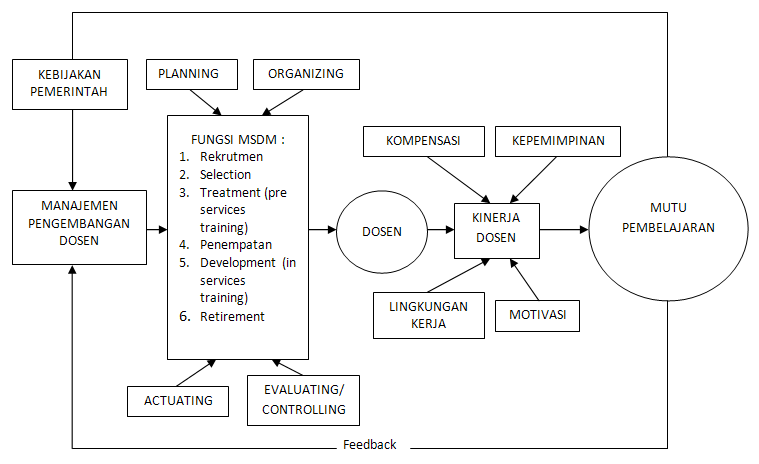 KEBIJAKAN
PEMERINTAH
PLANNING
ORGANIZING
FUNGSI MSDM :
1. Rekrutmen
2. Selection
3. Treatment (pre
services
training)
4. Penempatan
5. Development (in
services
training)
6. Retirement
MANAJEMEN
PENGEMBANGAN
DOSEN
DOSEN
KOMPENSASI
KEPEMIMPINAN
KINERJA
DOSEN
MUTU
PEMBELAJARAN
LINGKUNGAN
KERJA
MOTIVASI
ACTUATING
EVALUATING/
CONTROLLING
Feedback